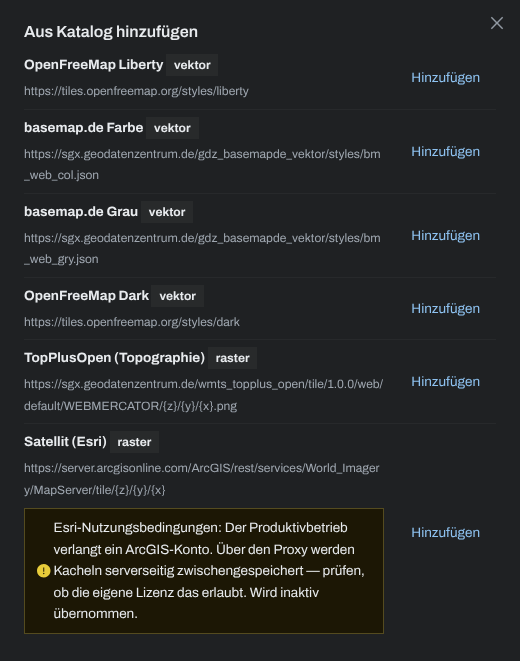 Aus Katalog hinzufügen
OpenFreeMap Liberty vektor
https://tiles.openfreemap.org/styles/liberty
Hinzufügen
basemap.de Farbe vektor
https://sgx.geodatenzentrum.de/gdz_basemapde_vektor/styles/bm
_web_col.json
Hinzufügen
basemap.de Grau vektor
https://sgx.geodatenzentrum.de/gdz_basemapde_vektor/styles/bm
_web_gry.json
Hinzufügen
OpenFreeMap Dark vektor
https://tiles.openfreemap.org/styles/dark
Hinzufügen
TopPlusOpen (Topographie) raster
https://sgx.geodatenzentrum.de/wmts_topplus_open/tile/1.0.0/web/
default/WEBMERCATOR/{z}/{y}/{x}.png
Hinzufügen
Satellit (Esri) raster
https://server.arcgisonline.com/ArcGIS/rest/services/World_Imager
y/MapServer/tile/{z}/{y}/{x}
Esri-Nutzungsbedingungen: Der Produktivbetrieb
verlangt ein ArcGIS-Konto. Über den Proxy werden
Kacheln serverseitig zwischengespeichert — prüfen,
ob die eigene Lizenz das erlaubt. Wird inaktiv
übernommen.
Hinzufügen